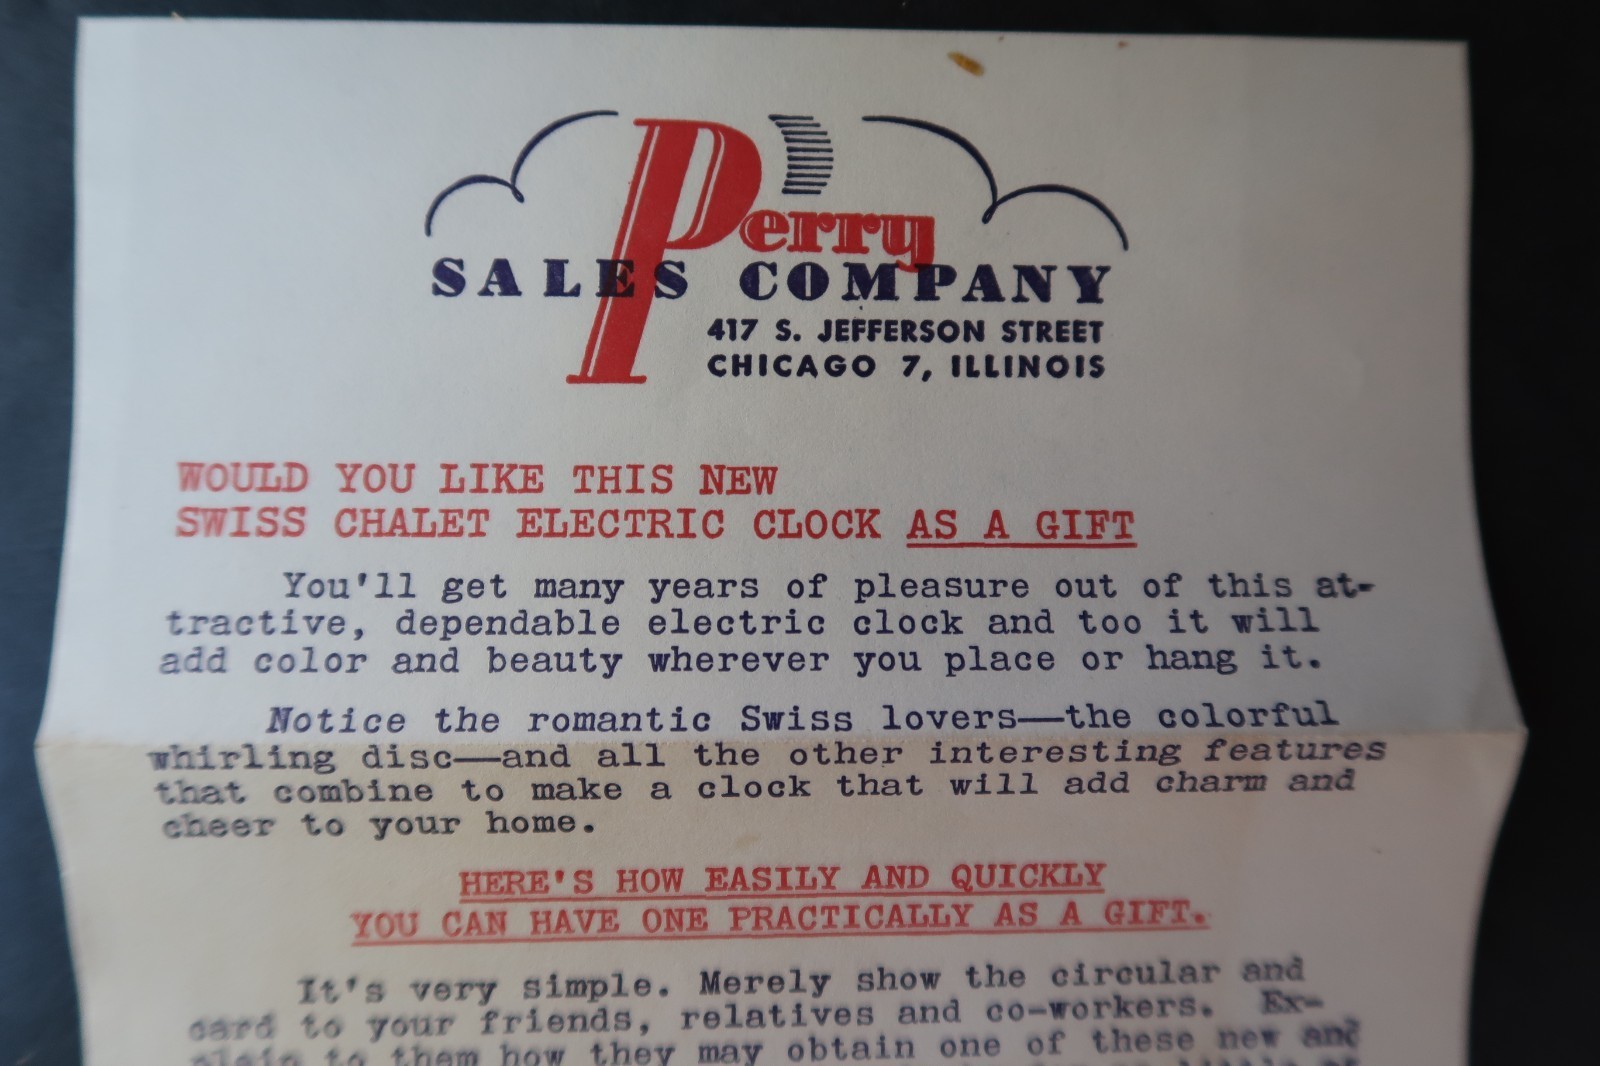 Perry
SALES COMPANY
417 S. JEFFERSON STREET
CHICAGO 7, ILLINOIS
WOULD YOU LIKE THIS NEW
SWISS CHALET ELECTRIC CLOCK AS A GIFT
You'll get many years of pleasure out of this at-
tractive, dependable electric clock and too it will
add color and beauty wherever you place or hang it.
Notice the romantic Swiss lovers—the colorful
whirling disc—and all the other interesting features
that combine to make a clock that will add charm and
cheer to your home.
HERE'S HOW EASILY AND QUICKLY
YOU CAN HAVE ONE PRACTICALLY AS A GIFT.
It's very simple. Merely show the circular and
card to your friends, relatives and co-workers. Ex-
plain to them how they may obtain one of these new and